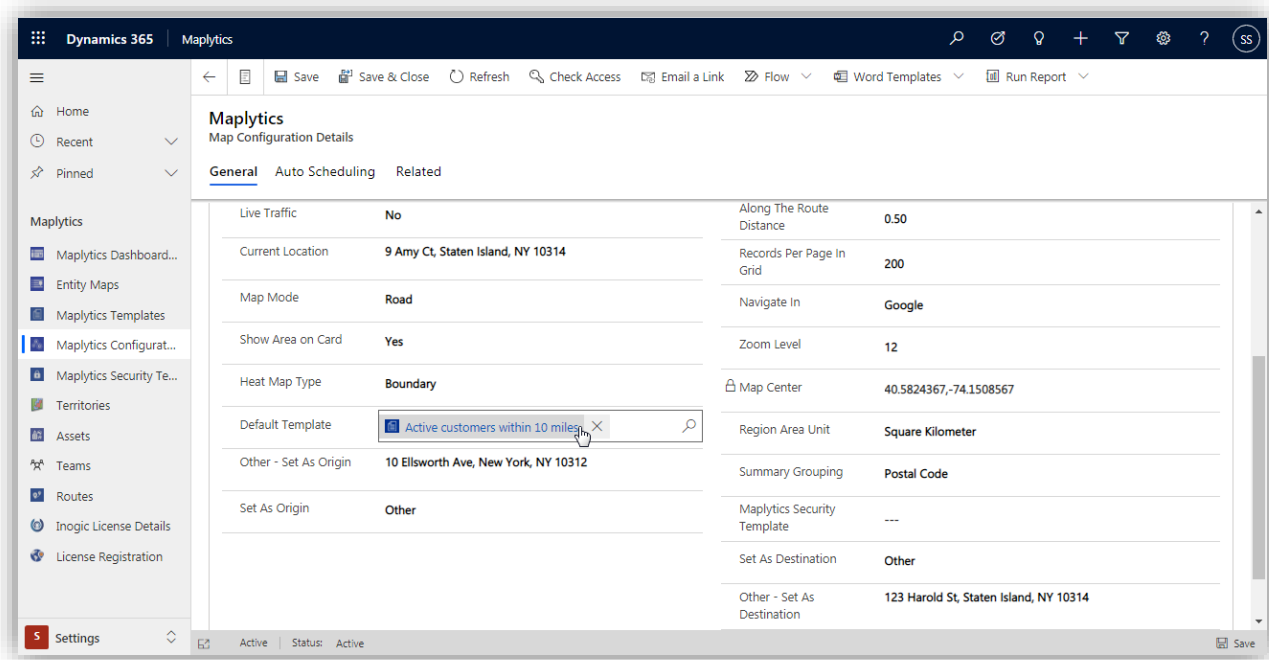 Dynamics 365 Maplytics ? SS
Save Save & Close Refresh Check Access Email a Link Flow Word Templates Run Report
Home
Recent
Pinned
Maplytics
Maplytics Dashboard...
Entity Maps
Maplytics Templates
Maplytics Configurat...
Maplytics Security Te...
Territories
Assets
Teams
Routes
Inogic License Details
License Registration
S Settings
Maplytics
Map Configuration Details
General Auto Scheduling Related
Live Traffic No
Current Location 9 Amy Ct, Staten Island, NY 10314
Map Mode Road
Show Area on Card Yes
Heat Map Type Boundary
Default Template Active customers within 10 miles
Other - Set As Origin 10 Ellsworth Ave, New York, NY 10312
Set As Origin Other
Along The Route
Distance 0.50
Records Per Page In
Grid 200
Navigate In Google
Zoom Level 12
Map Center 40.5824367,-74.1508567
Region Area Unit Square Kilometer
Summary Grouping Postal Code
Maplytics Security
Template ---
Set As Destination Other
Other - Set As
Destination 123 Harold St, Staten Island, NY 10314
Active Status: Active Save